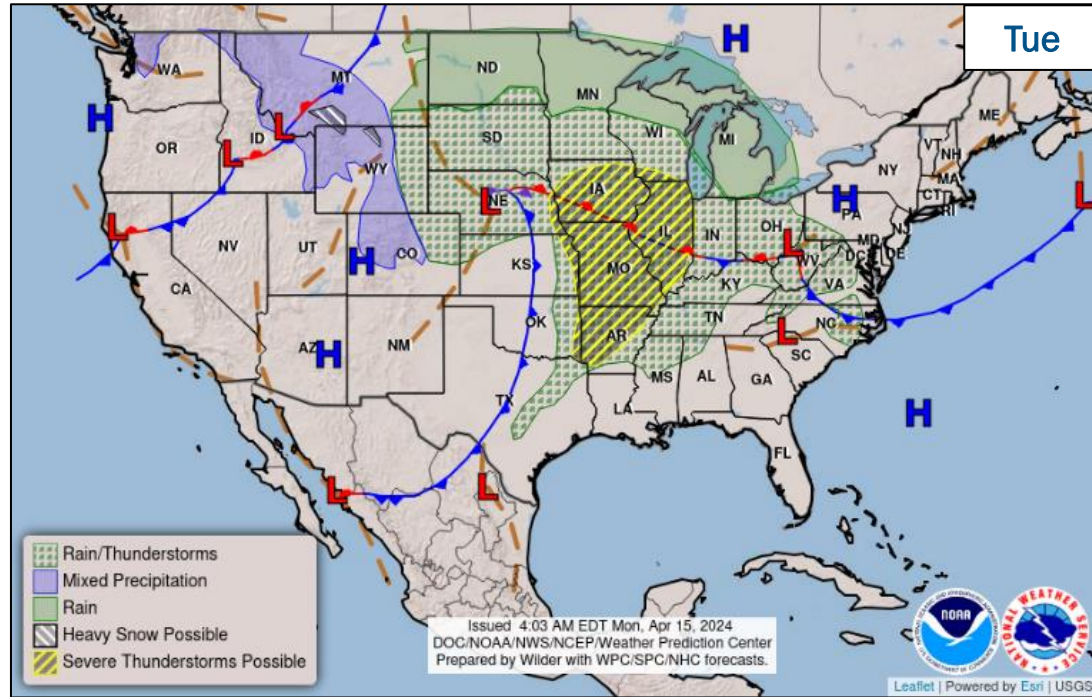 Tue
H
WA
MT
ND
MN
ME
L
H
OR
ID
L
SD
WI
MI
VT
NH
NY
MA
CT
RI
WY
L
NE
IA
H
PA
NJ
L
NV
UT
H
CO
IL
IN
OH
L
WV
MD
DC
DE
VA
CA
KS
MO
KY
OK
TN
NC
AZ
H
NM
AR
L
SC
MS
AL
GA
H
TX
LA
FL
L
L
Rain/Thunderstorms
Mixed Precipitation
Rain
Heavy Snow Possible
Severe Thunderstorms Possible
Issued 4:03 AM EDT Mon, Apr 15, 2024
DOC/NOAA/NWS/NCEP/Weather Prediction Center
Prepared by Wilder with WPC/SPC/NHC forecasts.
NOAA
NATIONAL WEATHER SERVICE
Leaflet | Powered by Esri | USGS
L